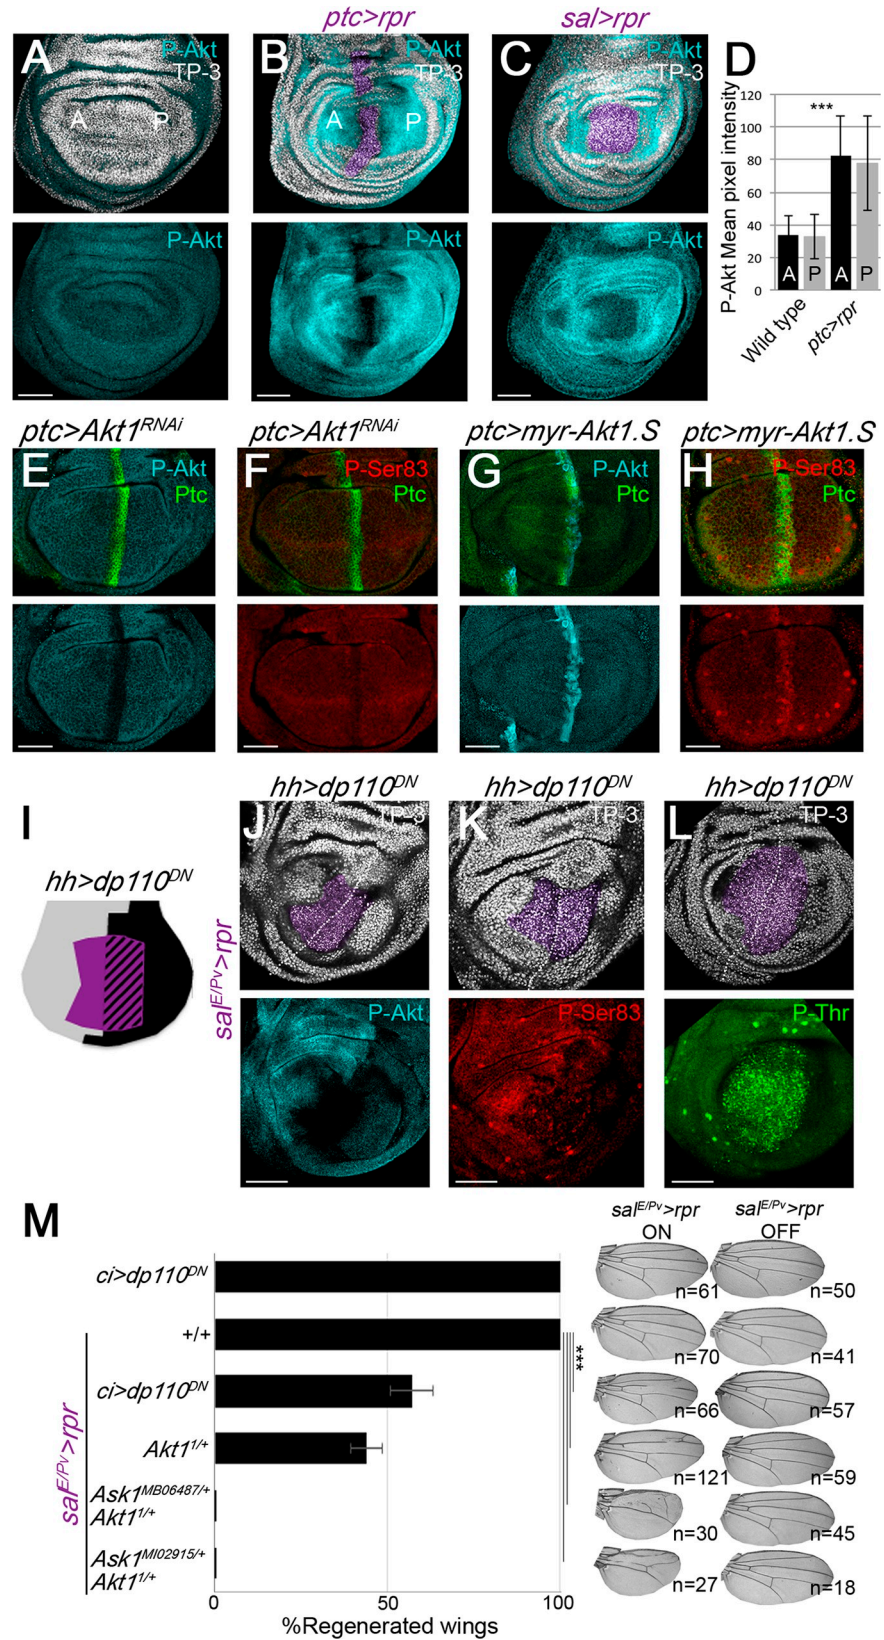 ptc>rpr
sal>rpr
A
P-Akt
TP-3
A
P
B
P-Akt
TP-3
A
P
C
P-Akt
TP-3
D
P-Akt
P-Akt
P-Akt
P-Akt Mean pixel intensity
120
100
80
60
40
20
0
***
A
P
A
P
Wild type
ptc>rpr
ptc>Akt1RNAi
ptc>Akt1RNAi
ptc>myr-Akt1.S
ptc>myr-Akt1.S
E
P-Akt
Ptc
F
P-Ser83
Ptc
G
P-Akt
Ptc
H
P-Ser83
Ptc
I
hh>dp110DN
hh>dp110DN
hh>dp110DN
hh>dp110DN
salE/Pv>rpr
J
TP-3
K
TP-3
L
TP-3
P-Akt
P-Ser83
P-Thr
M
salE/Pv>rpr
ON
salE/Pv>rpr
OFF
ci>dp110DN
n=61
n=50
+/+
n=70
n=41
ci>dp110DN
n=66
n=57
Akt11/+
n=121
n=59
Ask1MB06487/+
Akt11/+
n=30
n=45
Ask1MI02915/+
Akt11/+
n=27
n=18
salE/Pv>rpr
***
0
50
100
%Regenerated wings